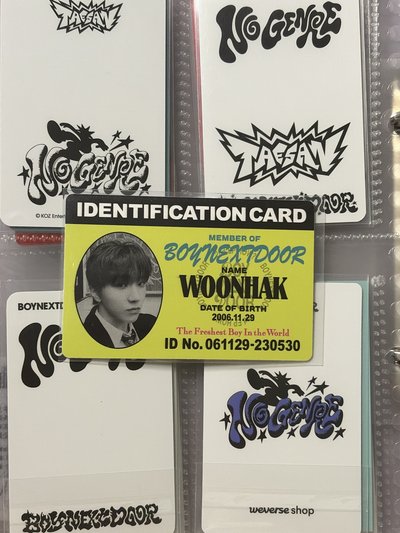 TAESAN
NO GENRE
© KOZ Enter
NO GENRE
TAESAN
BOYNEXTDOOR
IDENTIFICATION CARD
MEMBER OF
BOYNEXTDOOR
NAME
WOONHAK
DATE OF BIRTH
2006.11.29
The Freshest Boy In the World
ID No. 061129-230530
BOYNEXTD
NO
BOYNEXTDOOR
NO GENRE
weverse shop